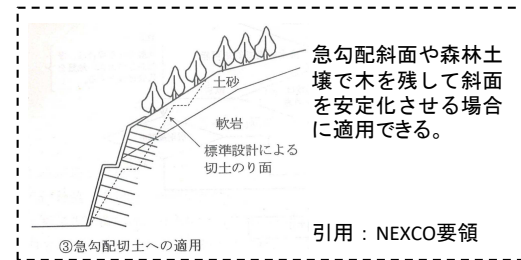 土砂
軟岩
標準設計による
切土のり面
③急勾配切土への適用
急勾配斜面や森林土
壌で木を残して斜面
を安定化させる場合
に適用できる。
引用：NEXCO要領